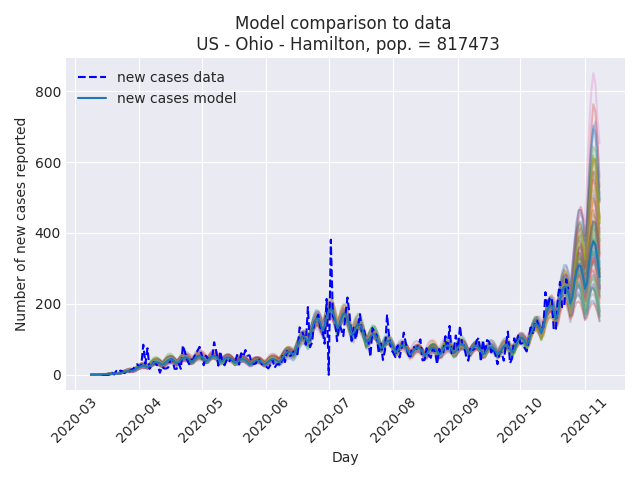 Model comparison to data
US - Ohio - Hamilton, pop. = 817473
new cases data
new cases model
800
600
400
200
0
Number of new cases reported
2020-03
2020-04
2020-05
2020-06
2020-07
2020-08
2020-09
2020-10
2020-11
Day